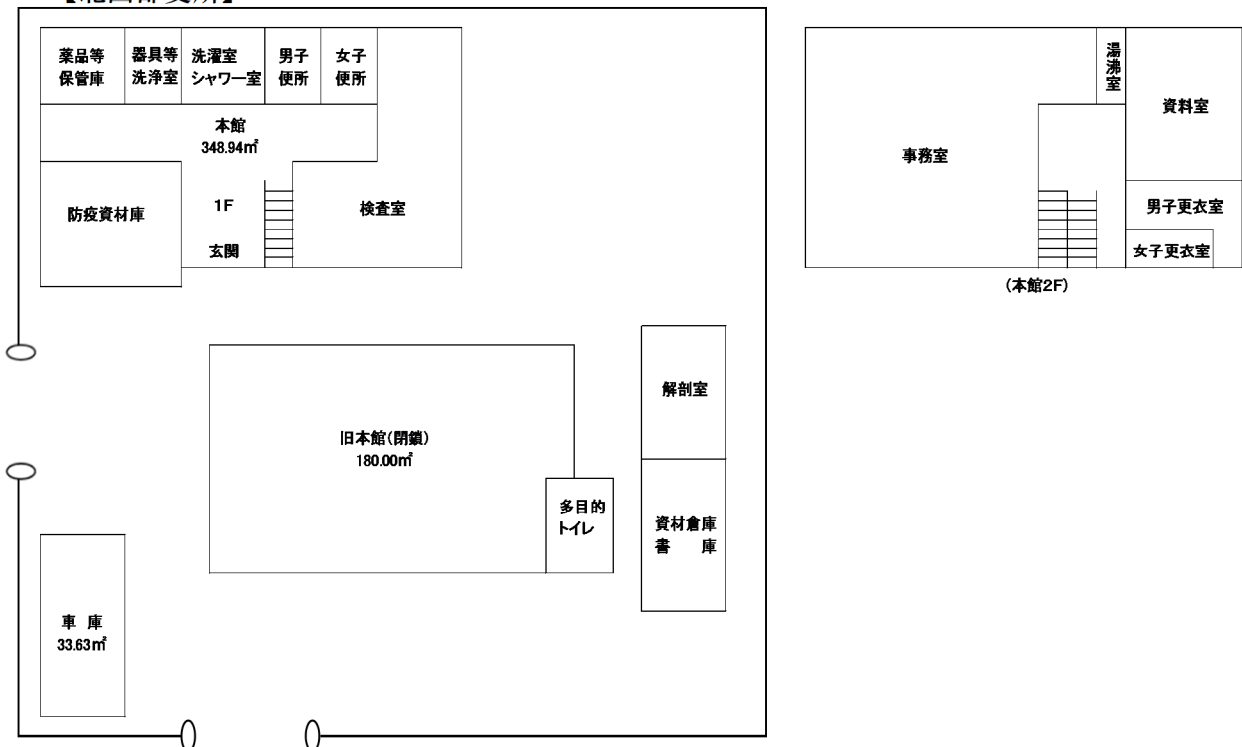 薬品等
保管庫
器具等
洗浄室
洗濯室
シャワー室
男子
便所
女子
便所
本館
348.94㎡
防疫資材庫
1F
玄関
検査室
事務室
湯沸室
資料室
男子更衣室
女子更衣室
(本館2F)
旧本館(閉鎖)
180.00㎡
多目的
トイレ
解剖室
資材倉庫
書　　庫
車 庫
33.63㎡